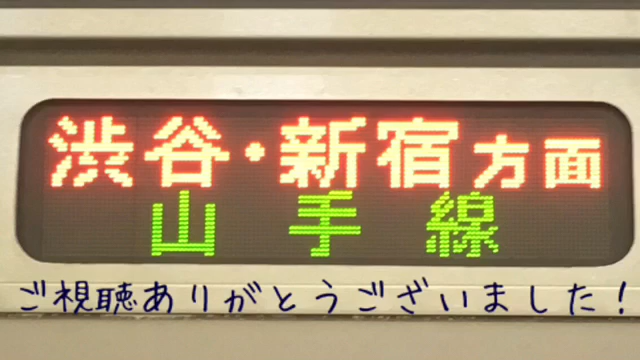 渋谷・新宿方面
山手線
ご視聴ありがとうございました！